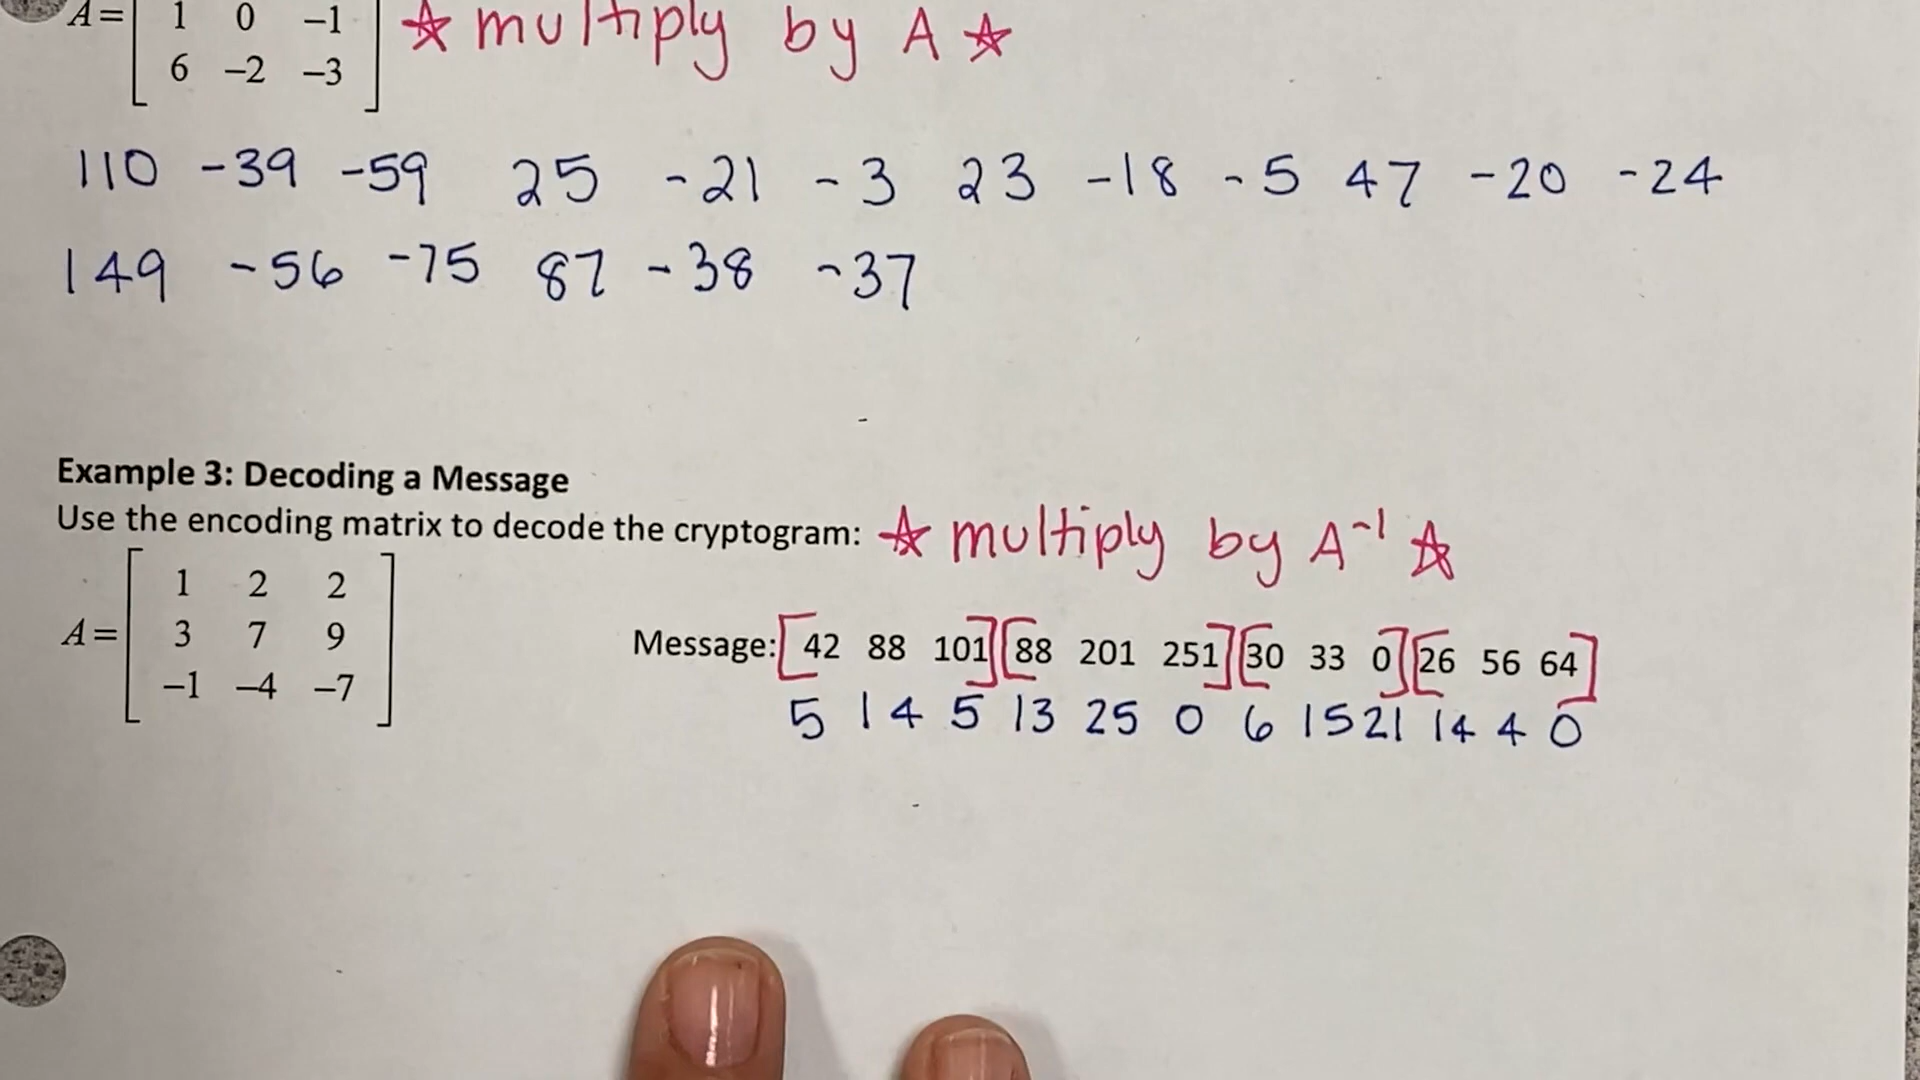 A= 1 0 −1 ☆ multiply by A ☆
6 −2 −3
110 -39 -59 25 -21 -3 23 -18 -5 47 -20 -24
149 -56 -75 87 -38 -37
Example 3: Decoding a Message
Use the encoding matrix to decode the cryptogram: ☆ multiply by A⁻¹ ☆
1 2 2
A= 3 7 9 Message: [42 88 101] [88 201 251] [30 33 0] [26 56 64]
−1 −4 −7
5 14 5 13 25 0 6 15 21 14 4 0